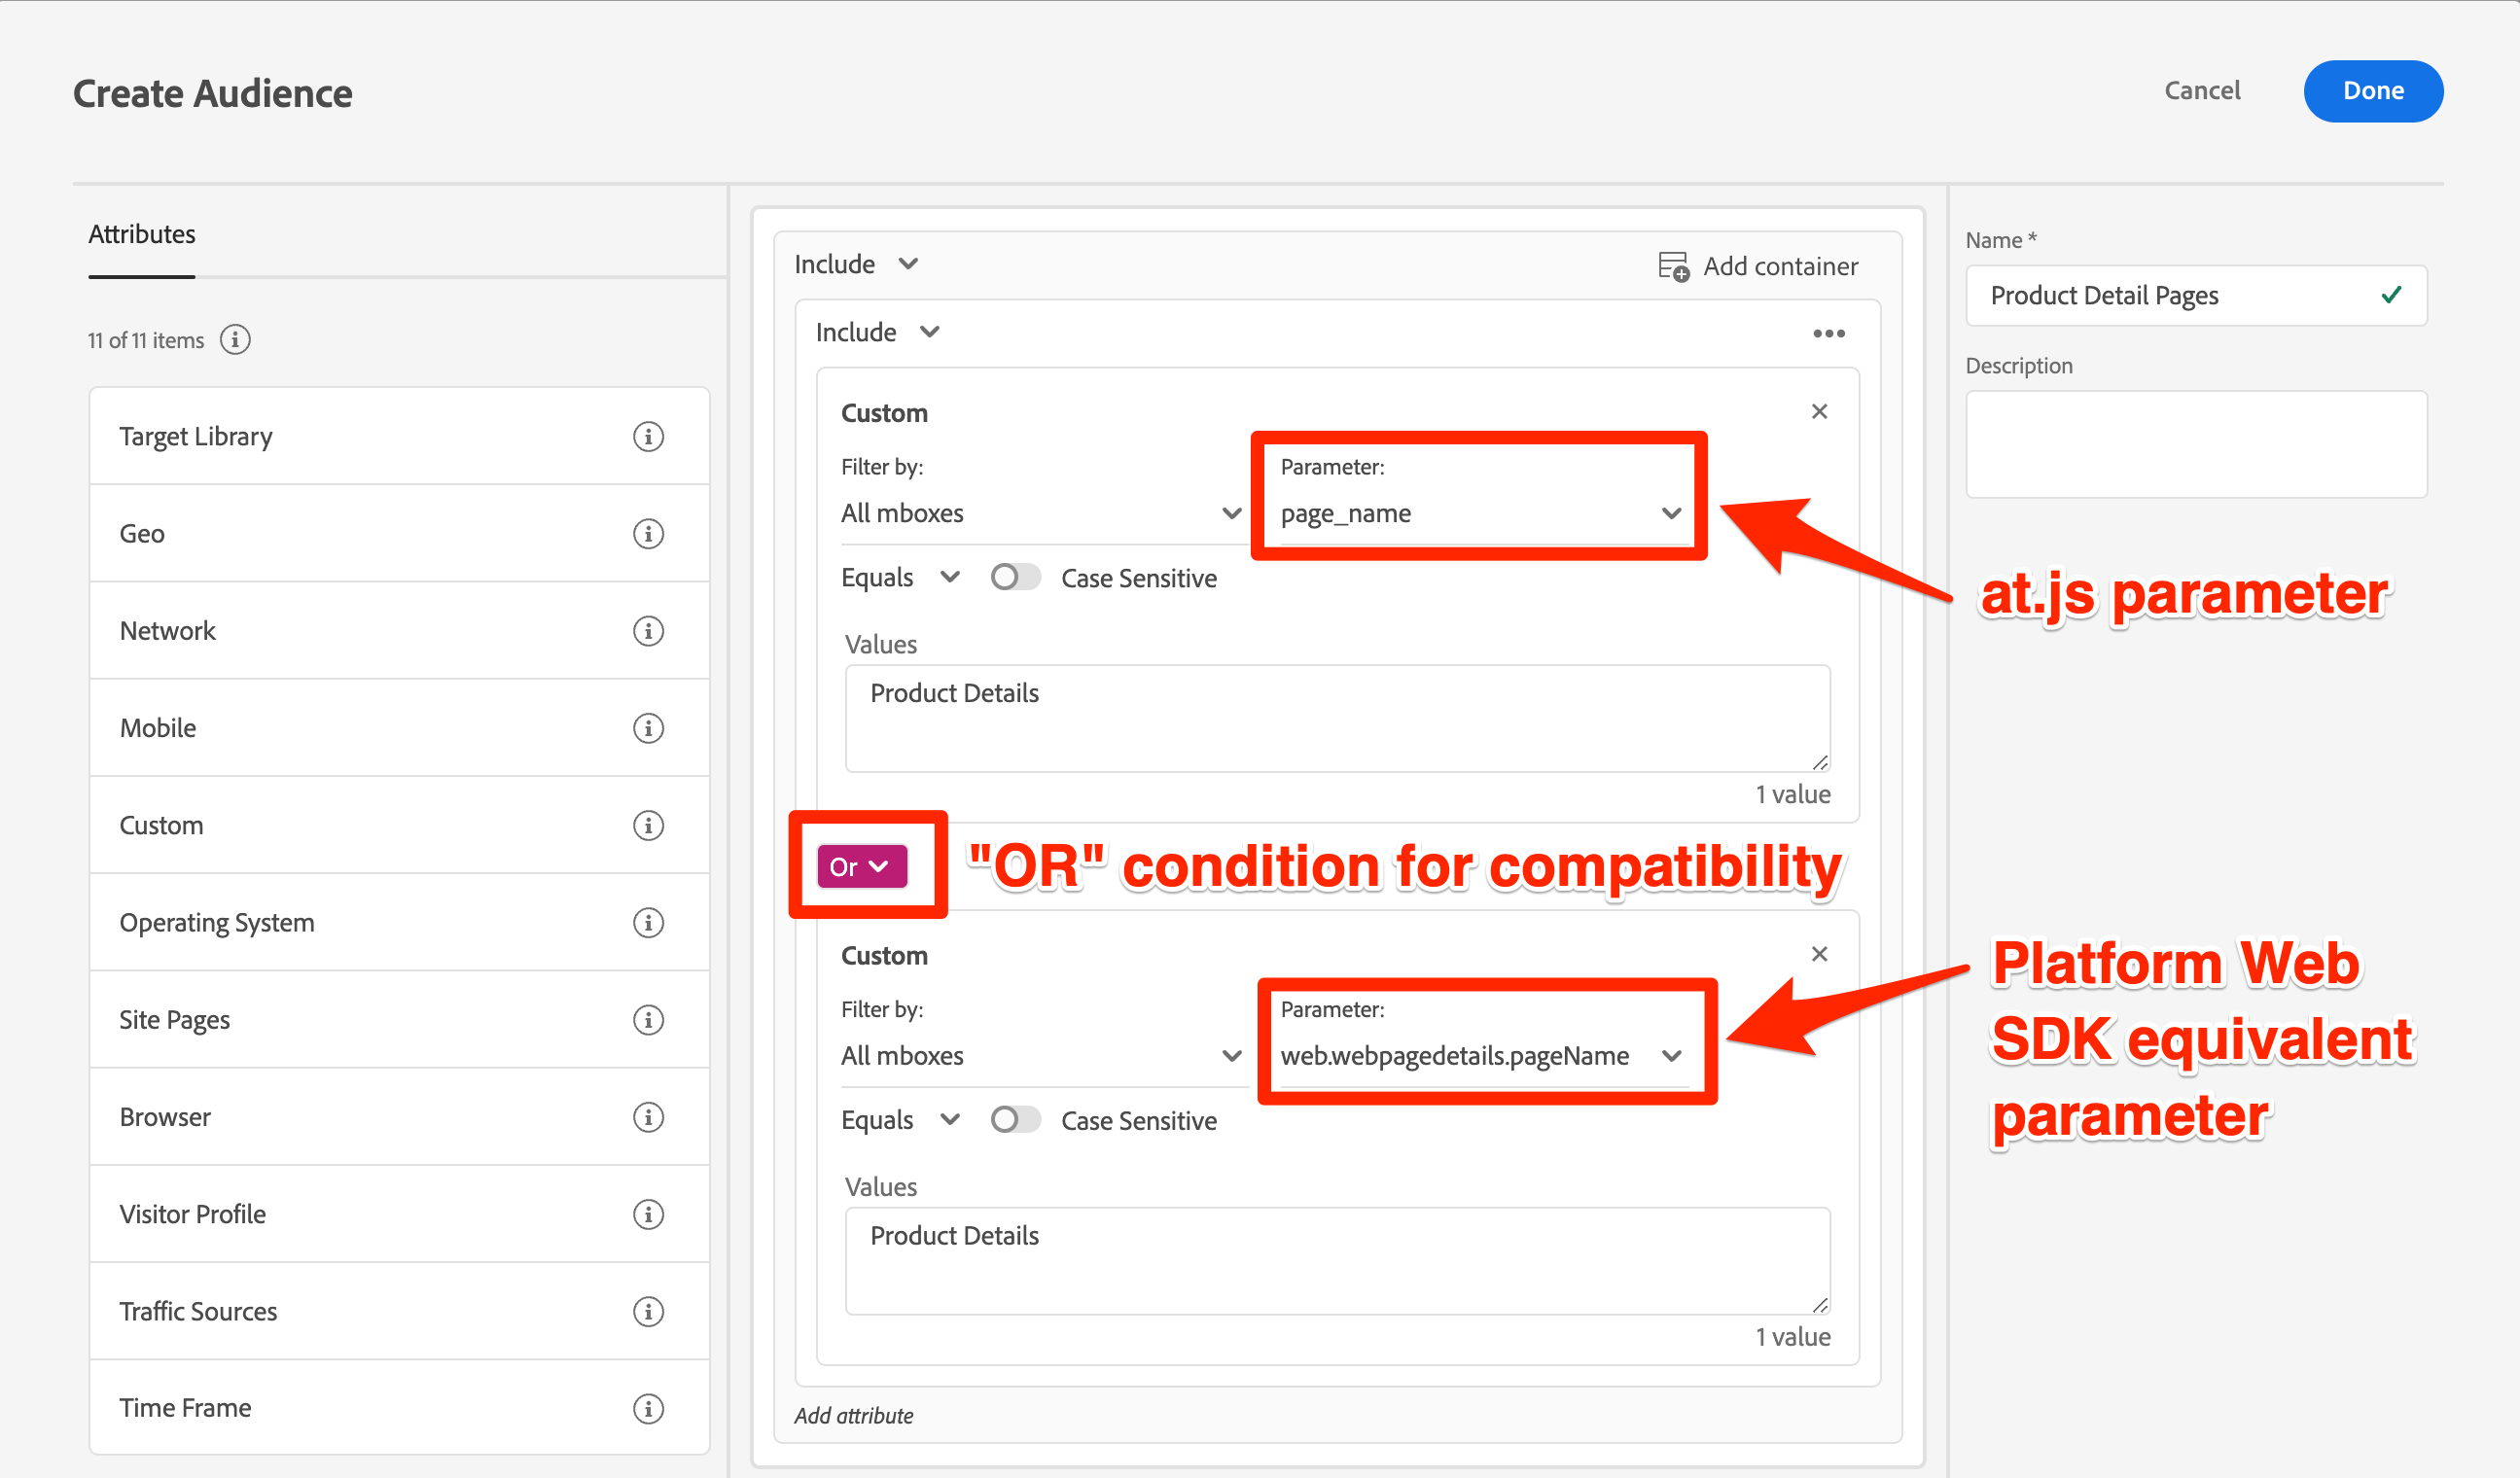 Create Audience
Cancel
Done
Attributes
11 of 11 items
Target Library
Geo
Network
Mobile
Custom
Operating System
Site Pages
Browser
Visitor Profile
Traffic Sources
Time Frame
Include
Add container
Include
Custom
Filter by:
Parameter:
All mboxes
page_name
Equals
Case Sensitive
Values
Product Details
1 value
Or
"OR" condition for compatibility
Custom
Filter by:
Parameter:
All mboxes
web.webpagedetails.pageName
Equals
Case Sensitive
Values
Product Details
1 value
Add attribute
Name *
Product Detail Pages
Description
at.js parameter
Platform Web
SDK equivalent
parameter